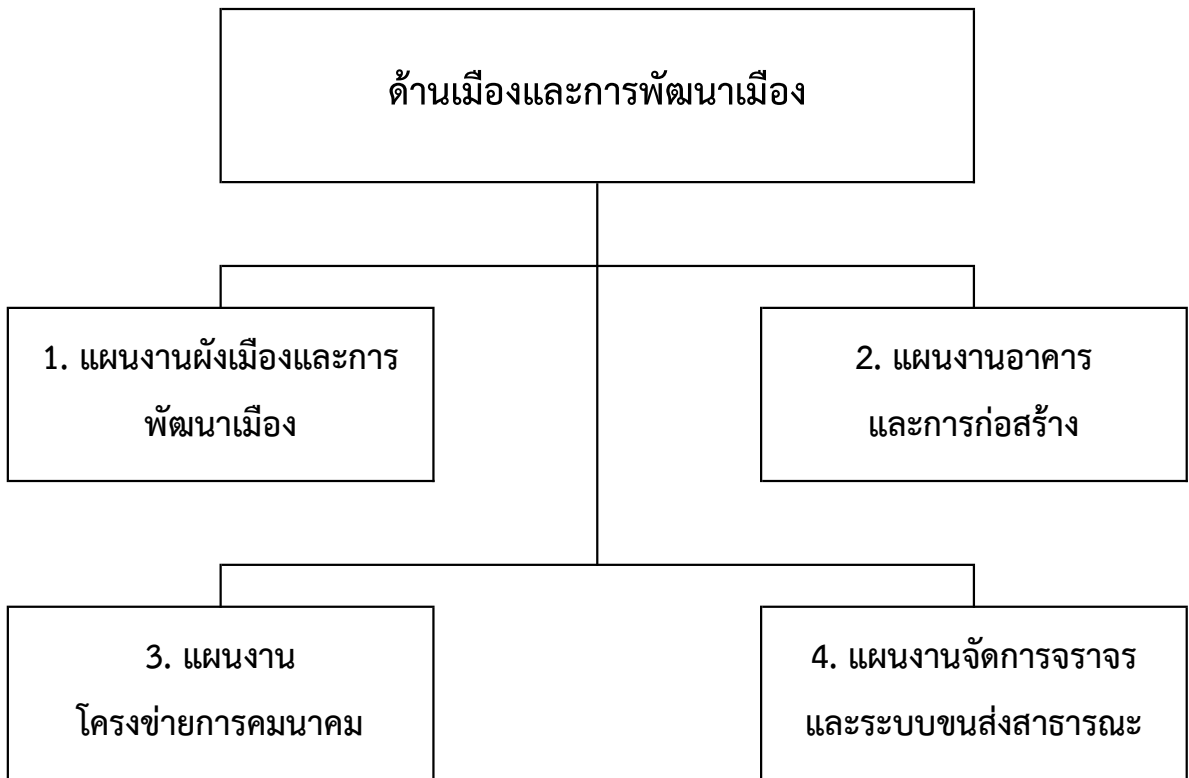 ด้านเมืองและการพัฒนาเมือง
1. แผนงานผังเมืองและการ
พัฒนาเมือง
2. แผนงานอาคาร
และการก่อสร้าง
3. แผนงาน
โครงข่ายการคมนาคม
4. แผนงานจัดการจราจร
และระบบขนส่งสาธารณะ